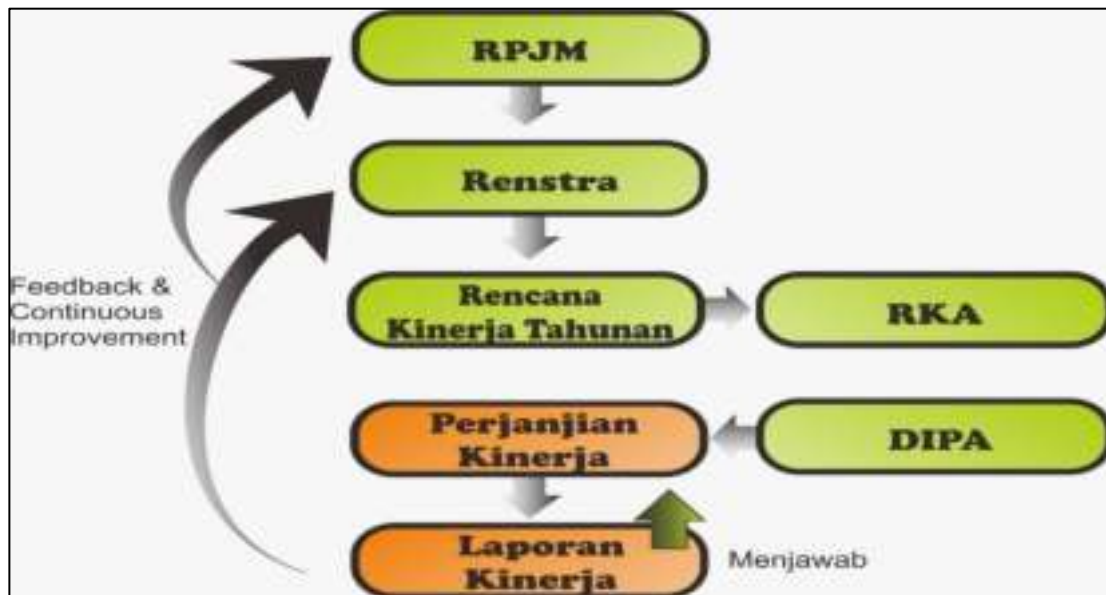 RPJM
Renstra
Feedback &
Continuous
Improvement
Rencana
Kinerja Tahunan
RKA
Perjanjian
Kinerja
DIPA
Laporan
Kinerja
Menjawab